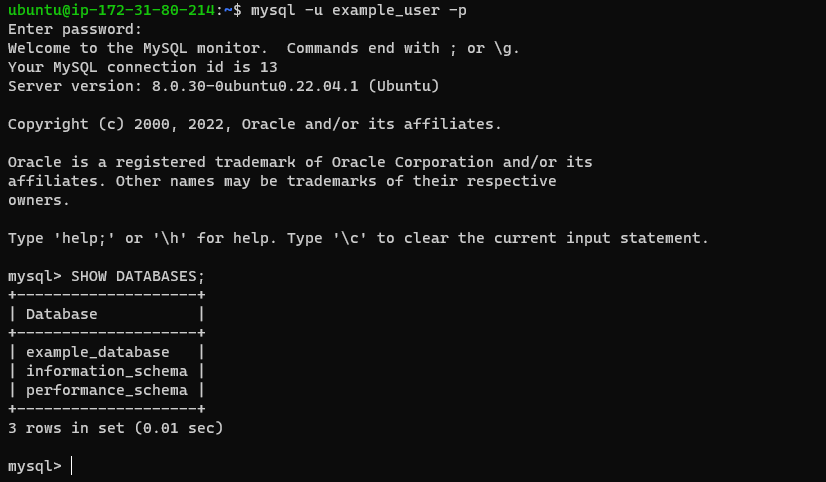 ubuntu@ip-172-31-80-214:~$ mysql -u example_user -p
Enter password:
Welcome to the MySQL monitor.  Commands end with ; or \g.
Your MySQL connection id is 13
Server version: 8.0.30-0ubuntu0.22.04.1 (Ubuntu)

Copyright (c) 2000, 2022, Oracle and/or its affiliates.

Oracle is a registered trademark of Oracle Corporation and/or its
affiliates. Other names may be trademarks of their respective
owners.

Type 'help;' or '\h' for help. Type '\c' to clear the current input statement.

mysql> SHOW DATABASES;
+--------------------+
| Database           |
+--------------------+
| example_database   |
| information_schema |
| performance_schema |
+--------------------+
3 rows in set (0.01 sec)

mysql>